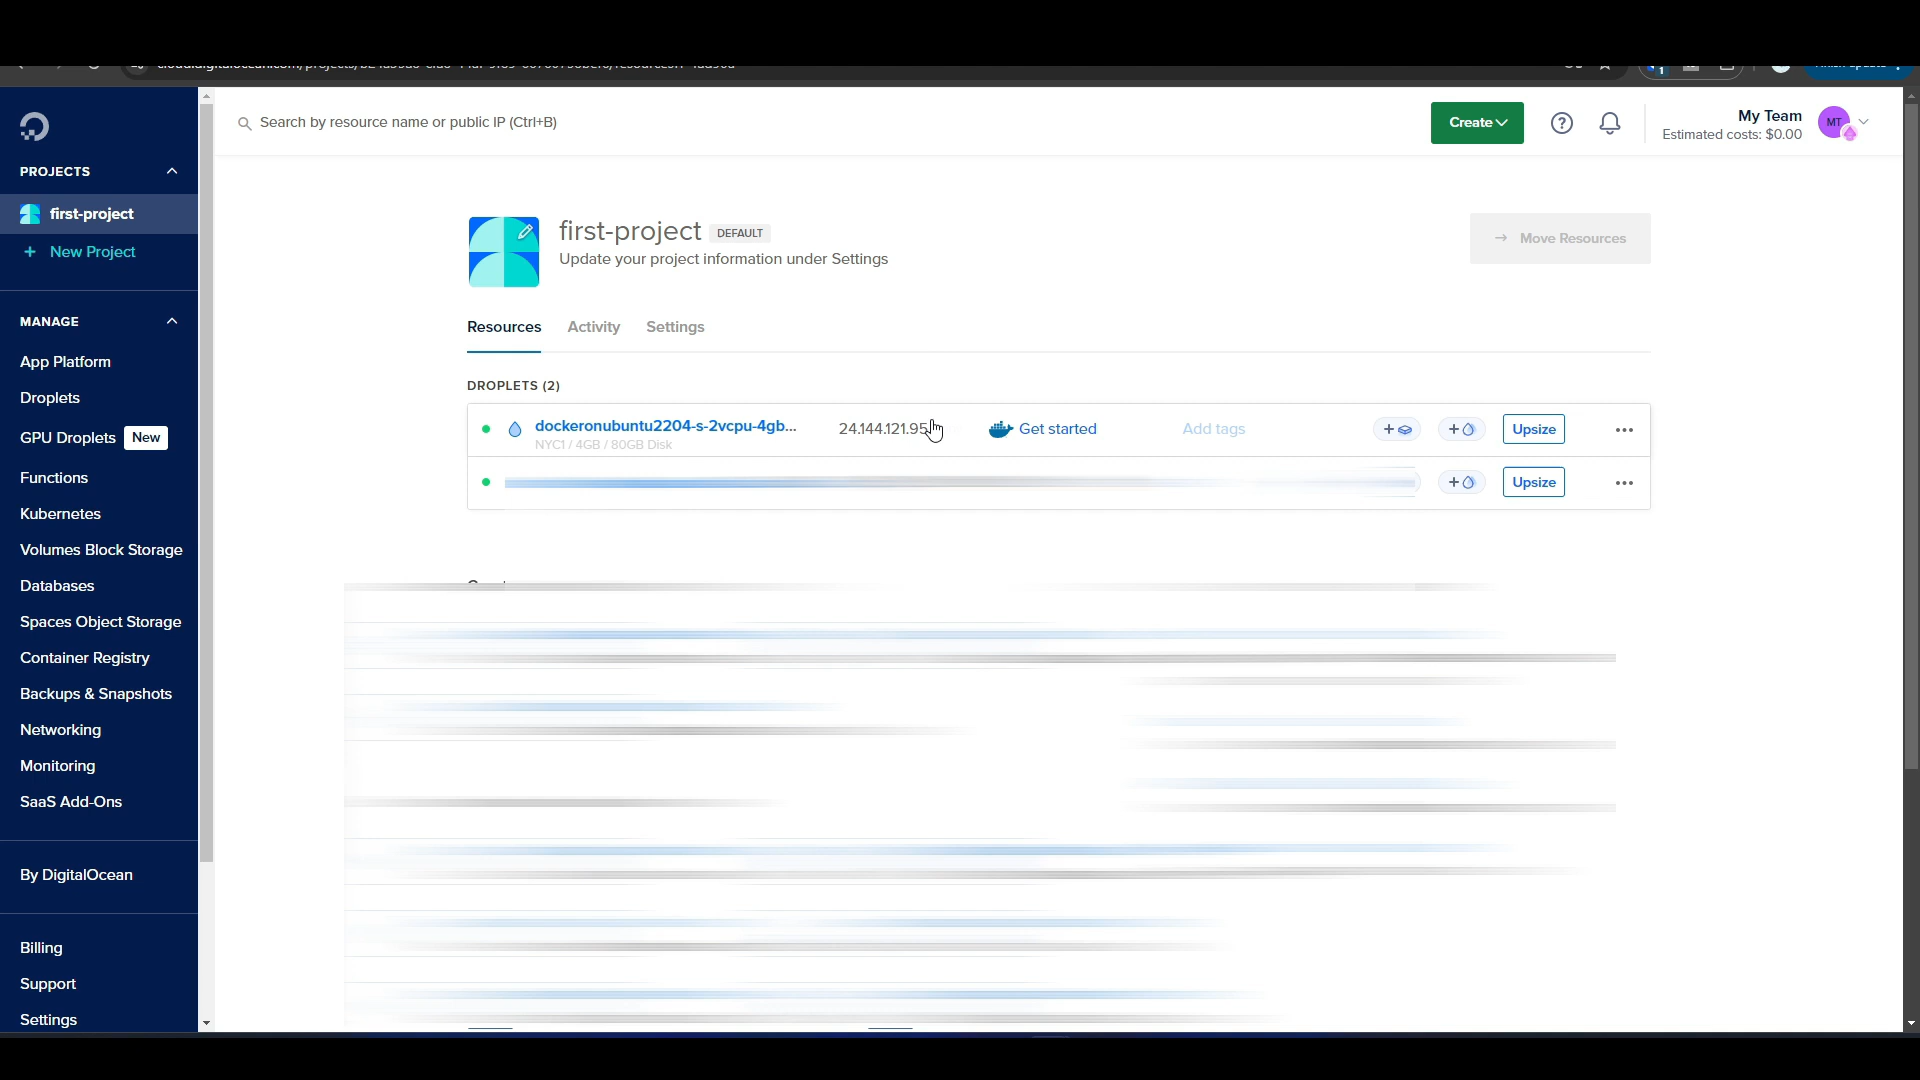 Search by resource name or public IP (Ctrl+B)
Create
My Team
Estimated costs: $0.00
MT
PROJECTS
first-project
+ New Project
MANAGE
App Platform
Droplets
GPU Droplets New
Functions
Kubernetes
Volumes Block Storage
Databases
Spaces Object Storage
Container Registry
Backups & Snapshots
Networking
Monitoring
SaaS Add-Ons
By DigitalOcean
Billing
Support
Settings
first-project DEFAULT
Update your project information under Settings
→ Move Resources
Resources Activity Settings
DROPLETS (2)
dockeronubuntu2204-s-2vcpu-4gb... 24.144.121.95 Get started Add tags + + Upsize ...
NYC1 / 4GB / 80GB Disk
+ Upsize ...